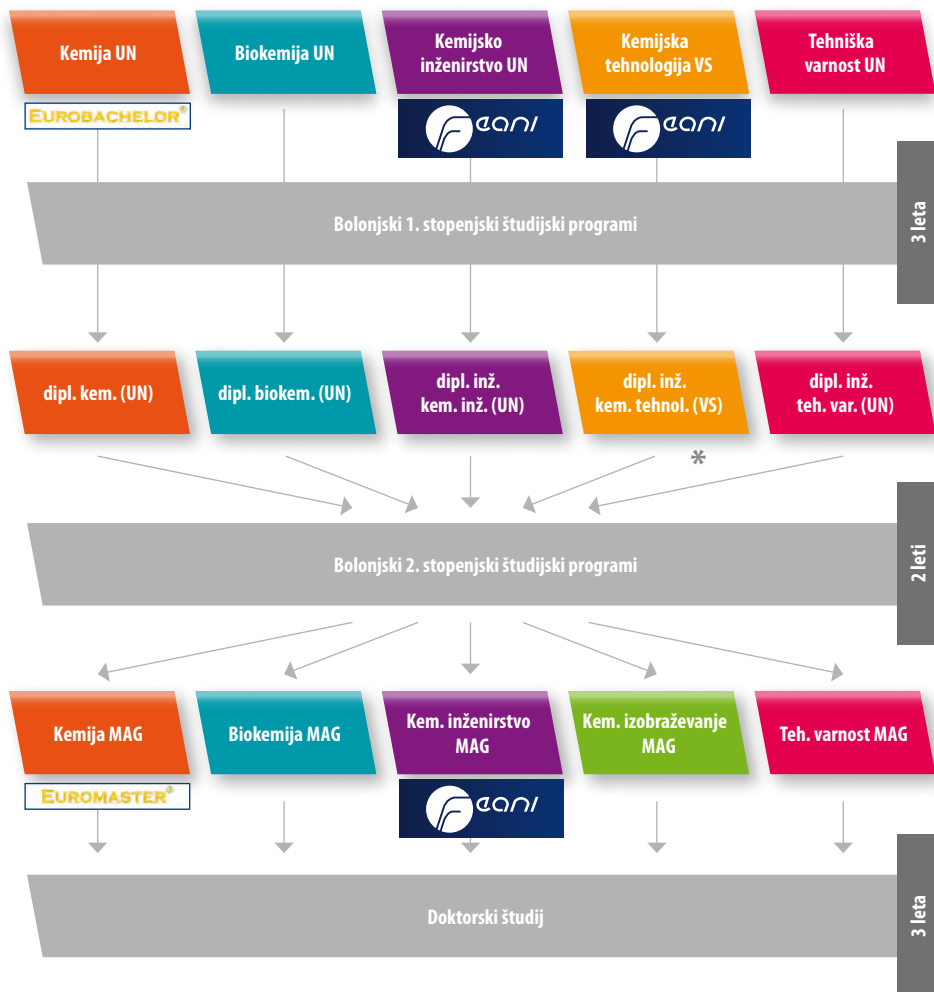 Kemija UN
Biokemija UN
Kemijsko
inženirstvo UN
Kemijska
tehnologija VS
Tehniška
varnost UN
EUROBACHELOR®
feani
feani
Bolonjski 1. stopenjski študijski programi
3 leta
dipl. kem. (UN)
dipl. biokem. (UN)
dipl. inž.
kem. inž. (UN)
dipl. inž.
kem. tehnol. (VS)
dipl. inž.
teh. var. (UN)
*
Bolonjski 2. stopenjski študijski programi
2 leti
Kemija MAG
Biokemija MAG
Kem. inženirstvo
MAG
Kem. izobraževanje
MAG
Teh. varnost MAG
EUROMASTER®
feani
Doktorski študij
3 leta